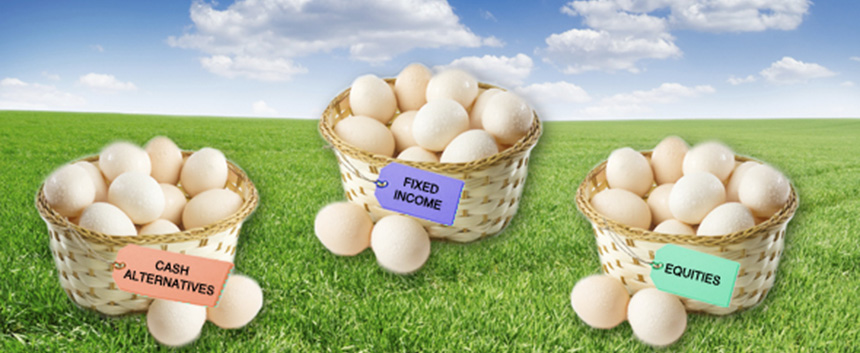 CASH
ALTERNATIVES
FIXED
INCOME
EQUITIES